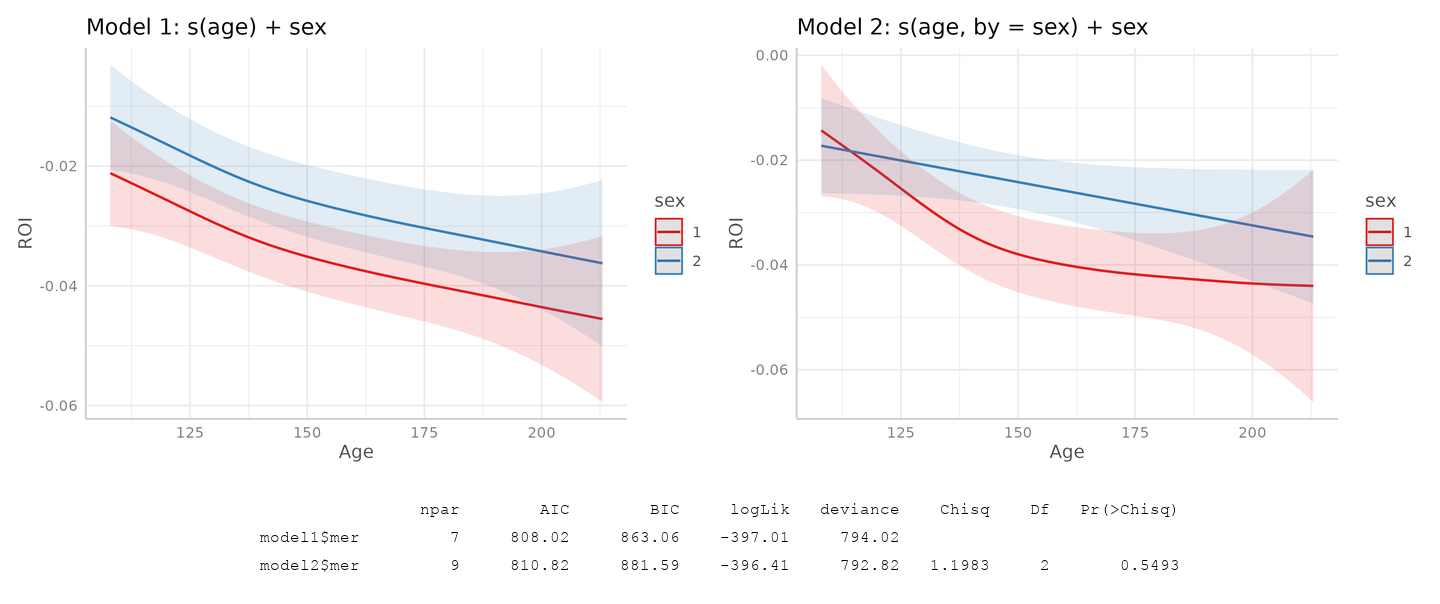 Model 1: s(age) + sex
-0.02
-0.04
-0.06
ROI
125 150 175 200
Age
sex
1
2
Model 2: s(age, by = sex) + sex
0.00
-0.02
-0.04
-0.06
ROI
125 150 175 200
Age
sex
1
2
npar AIC BIC logLik deviance Chisq Df Pr(>Chisq)
model1$mer 7 808.02 863.06 -397.01 794.02
model2$mer 9 810.82 881.59 -396.41 792.82 1.1983 2 0.5493